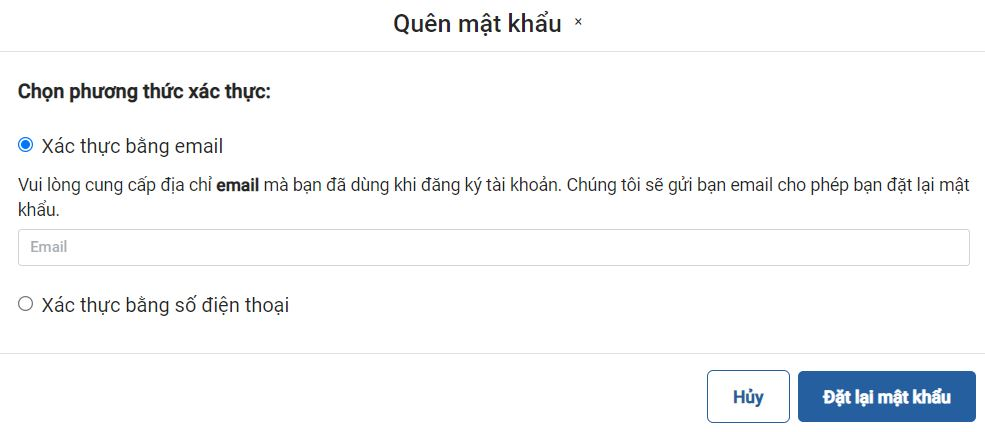 Quên mật khẩu ×
Chọn phương thức xác thực:
Xác thực bằng email
Vui lòng cung cấp địa chỉ email mà bạn đã dùng khi đăng ký tài khoản. Chúng tôi sẽ gửi bạn email cho phép bạn đặt lại mật
khẩu.
Email
Xác thực bằng số điện thoại
Hủy Đặt lại mật khẩu